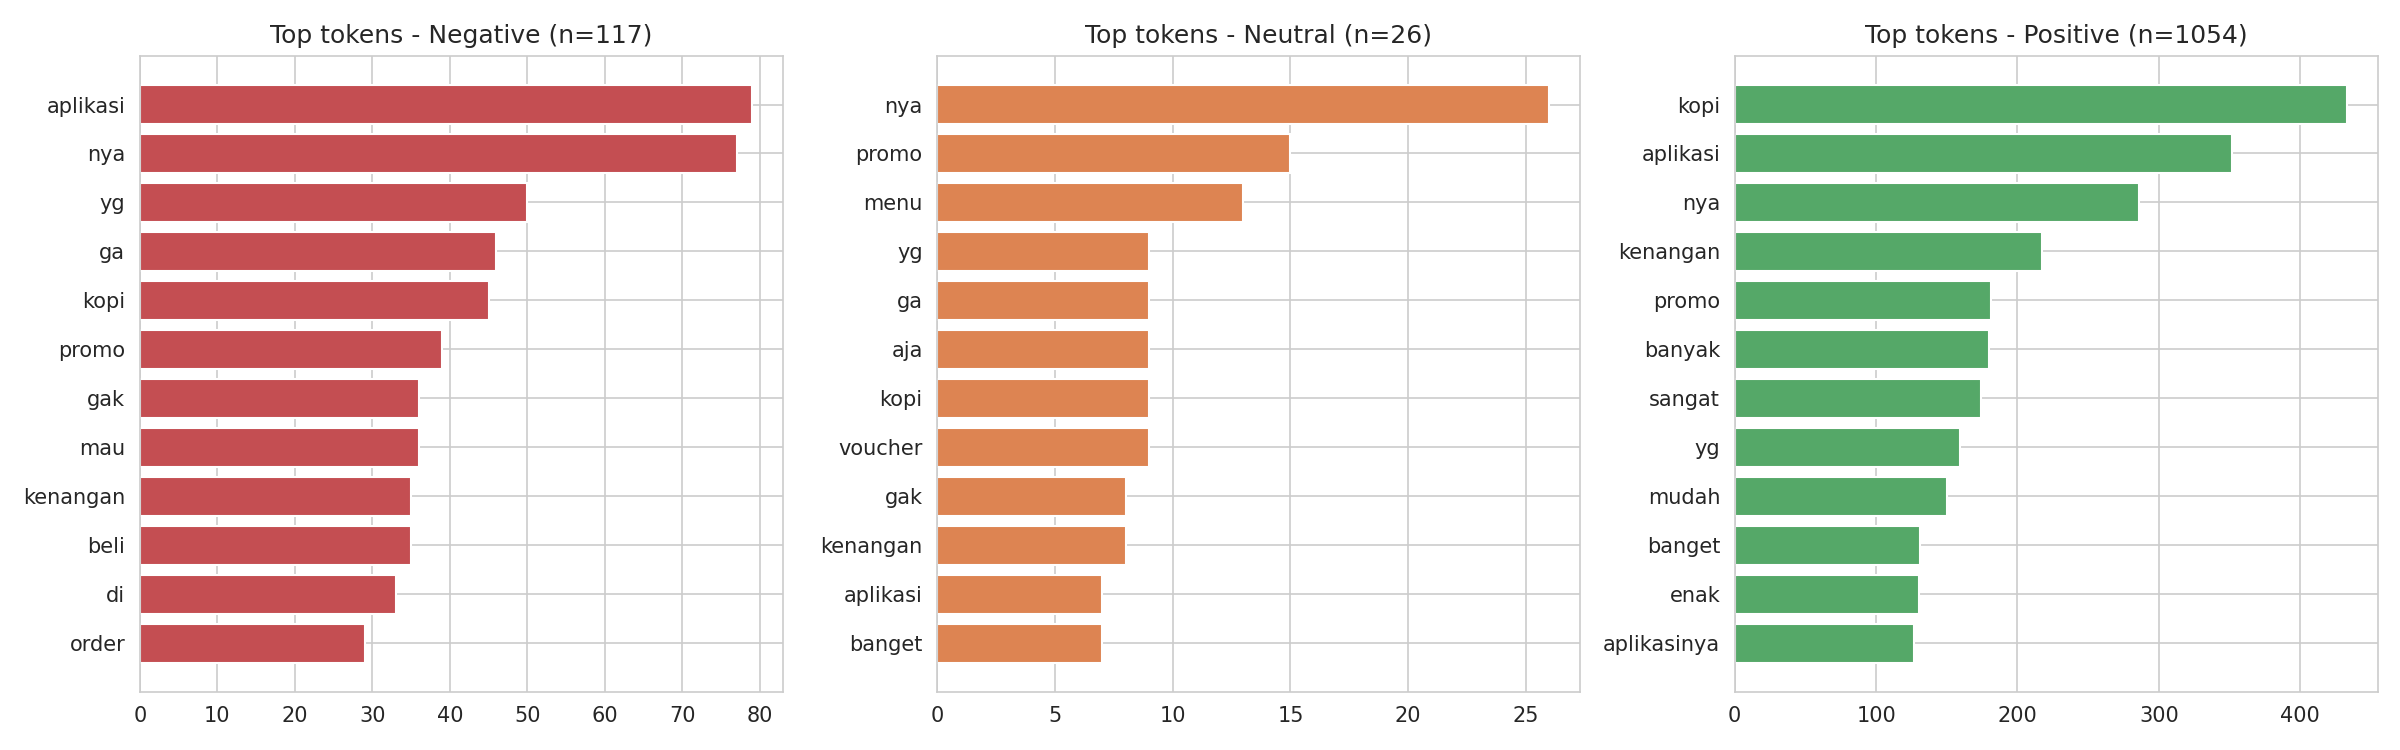 Top tokens - Negative (n=117)
aplikasi
nya
yg
ga
kopi
promo
gak
mau
kenangan
beli
di
order
0 10 20 30 40 50 60 70 80
Top tokens - Neutral (n=26)
nya
promo
menu
yg
ga
aja
kopi
voucher
gak
kenangan
aplikasi
banget
0 5 10 15 20 25
Top tokens - Positive (n=1054)
kopi
aplikasi
nya
kenangan
promo
banyak
sangat
yg
mudah
banget
enak
aplikasinya
0 100 200 300 400